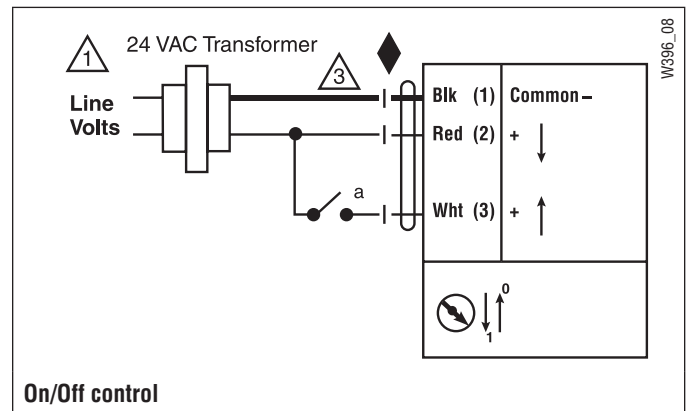 1 24 VAC Transformer
3
W396_08
Line
Volts
Blk (1) Common –
Red (2) +
a
Wht (3) +
0
1
On/Off control